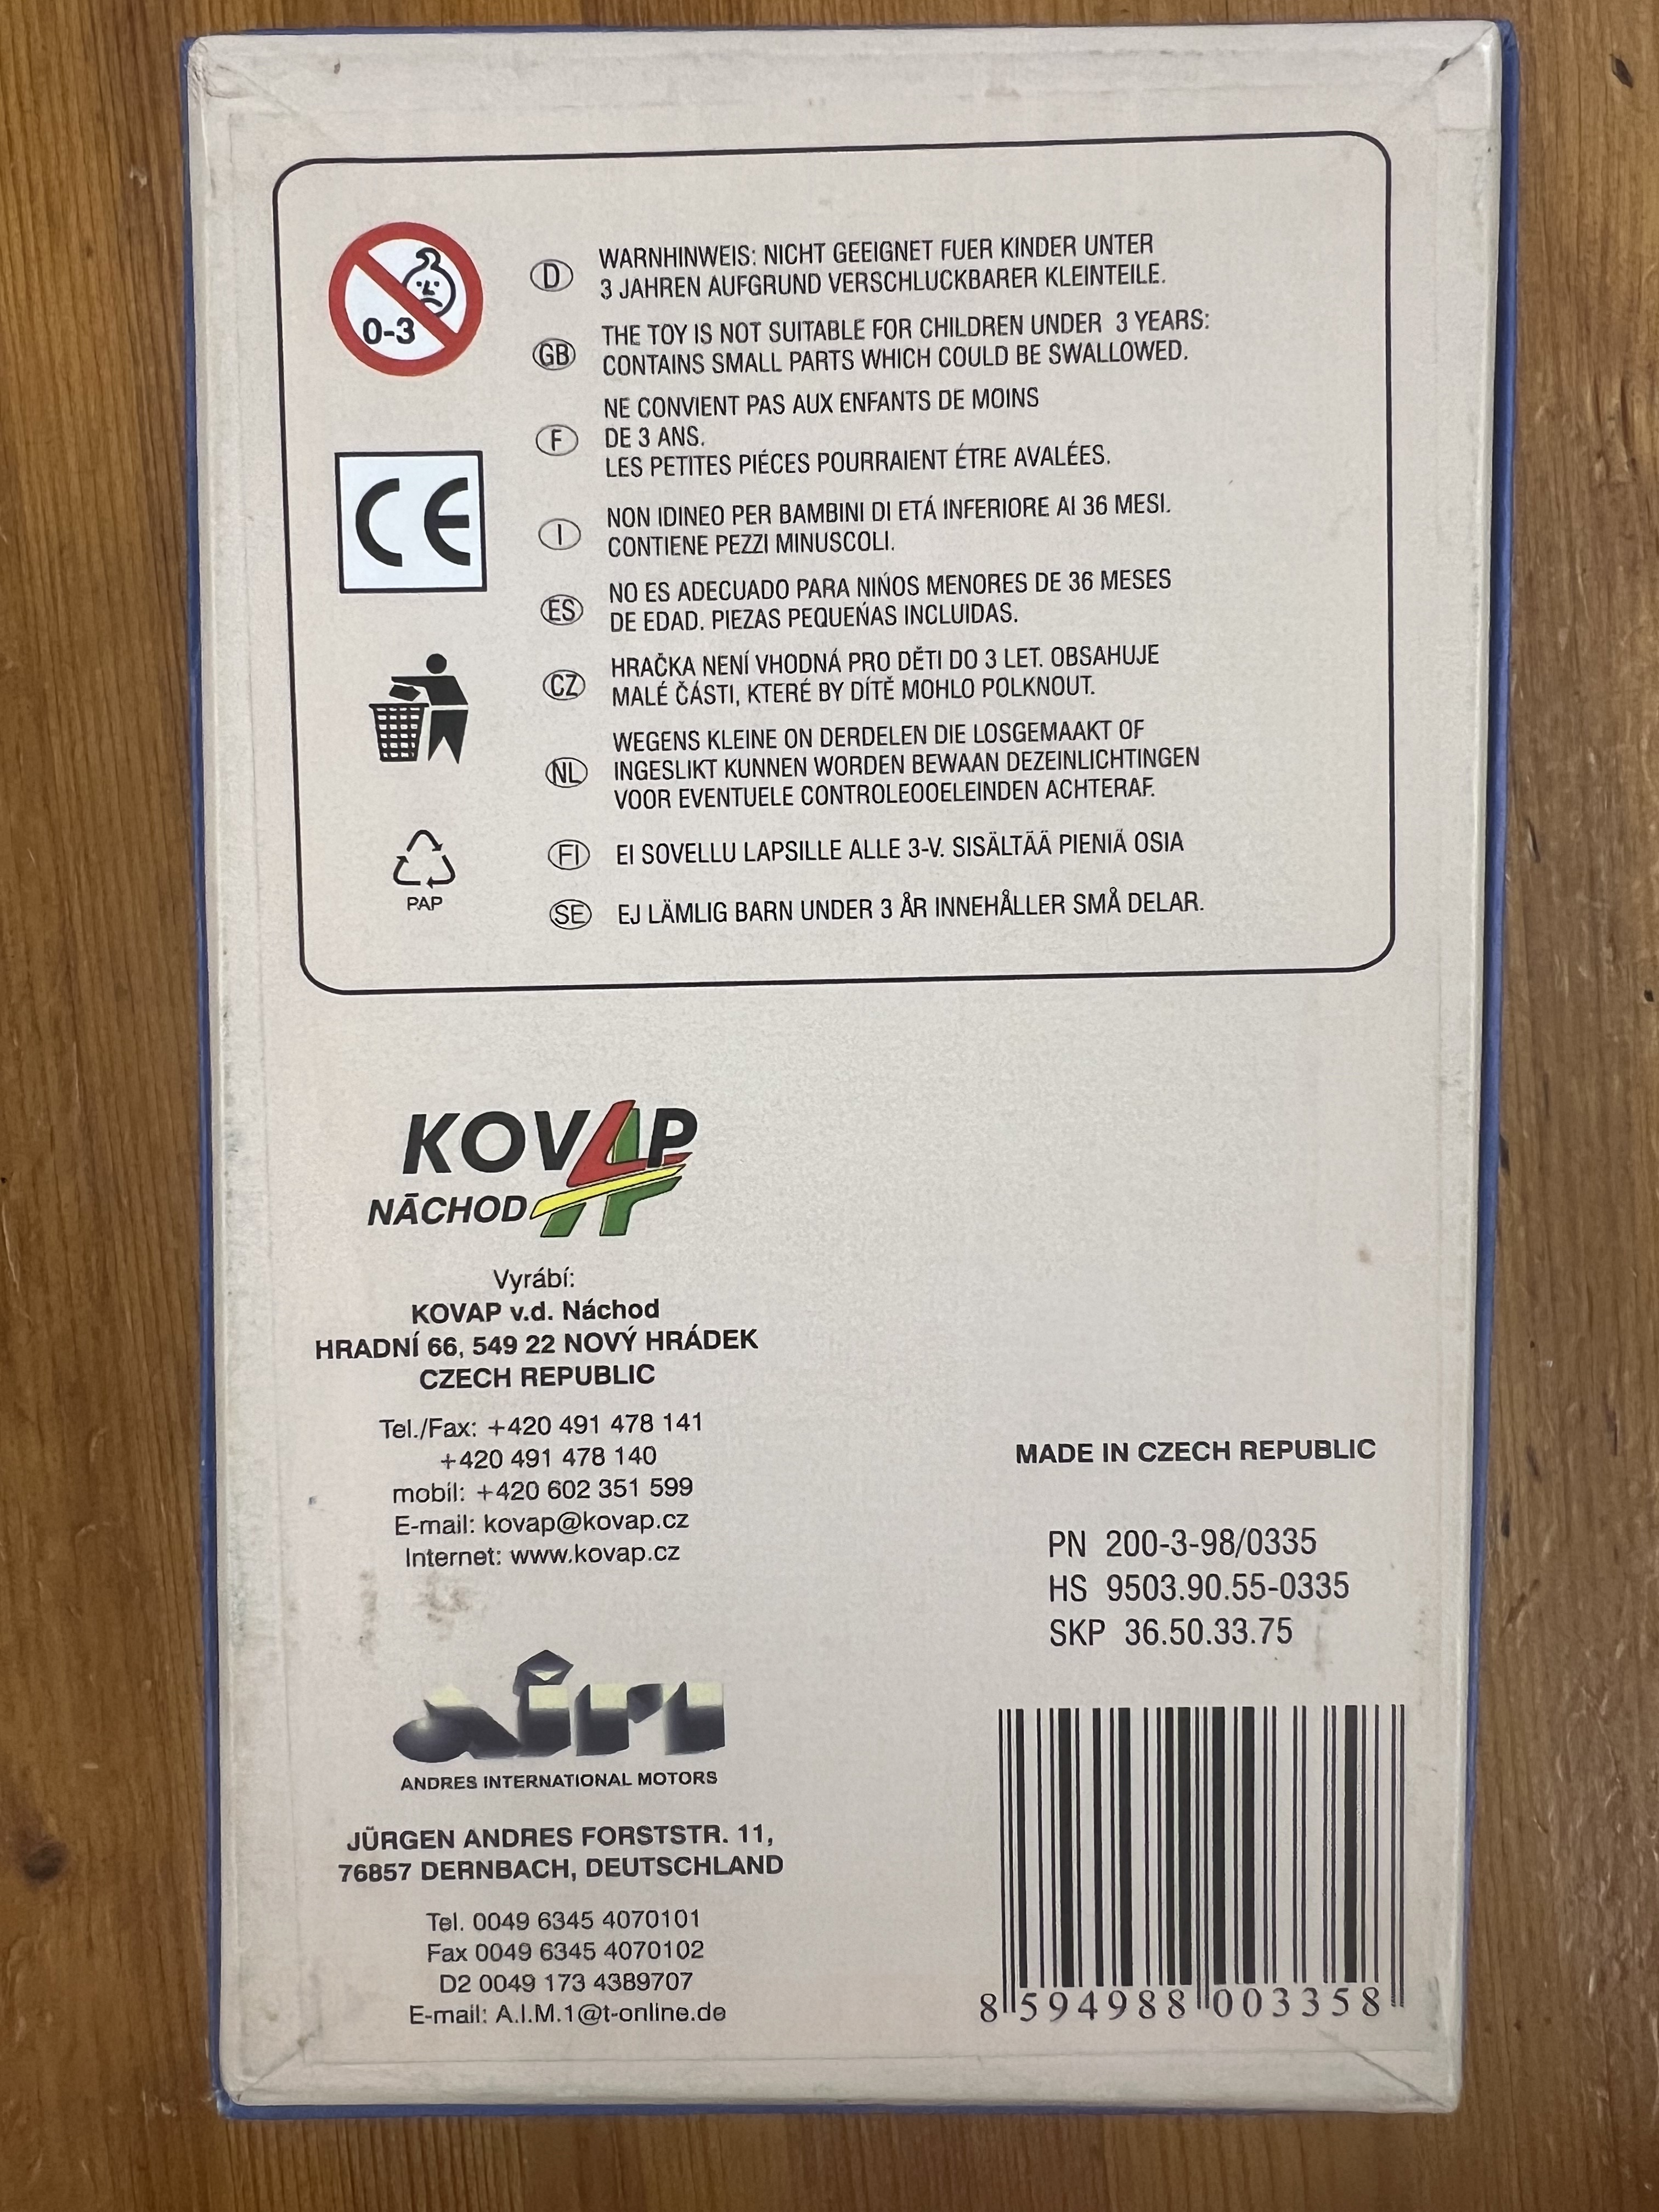 0-3
D WARNHINWEIS: NICHT GEEIGNET FUER KINDER UNTER
3 JAHREN AUFGRUND VERSCHLUCKBARER KLEINTEILE.
GB THE TOY IS NOT SUITABLE FOR CHILDREN UNDER 3 YEARS:
CONTAINS SMALL PARTS WHICH COULD BE SWALLOWED.
NE CONVIENT PAS AUX ENFANTS DE MOINS
F DE 3 ANS.
LES PETITES PIÉCES POURRAIENT ÉTRE AVALÉES.
CE
I NON IDINEO PER BAMBINI DI ETÁ INFERIORE AI 36 MESI.
CONTIENE PEZZI MINUSCOLI.
ES NO ES ADECUADO PARA NIŃOS MENORES DE 36 MESES
DE EDAD. PIEZAS PEQUEŃAS INCLUIDAS.
CZ HRAČKA NENÍ VHODNÁ PRO DĚTI DO 3 LET. OBSAHUJE
MALÉ ČÁSTI, KTERÉ BY DÍTĚ MOHLO POLKNOUT.
WEGENS KLEINE ON DERDELEN DIE LOSGEMAAKT OF
NL INGESLIKT KUNNEN WORDEN BEWAAN DEZEINLICHTINGEN
VOOR EVENTUELE CONTROLEOOELEINDEN ACHTERAF.
FI EI SOVELLU LAPSILLE ALLE 3-V. SISÄLTÄÄ PIENIÄ OSIA
PAP
SE EJ LÄMLIG BARN UNDER 3 ÅR INNEHÅLLER SMÅ DELAR.
KOVAP
NÁCHOD
Vyrábí:
KOVAP v.d. Náchod
HRADNÍ 66, 549 22 NOVÝ HRÁDEK
CZECH REPUBLIC
Tel./Fax: +420 491 478 141
+420 491 478 140
mobil: +420 602 351 599
E-mail: kovap@kovap.cz
Internet: www.kovap.cz
aim
ANDRES INTERNATIONAL MOTORS
JÜRGEN ANDRES FORSTSTR. 11,
76857 DERNBACH, DEUTSCHLAND
Tel. 0049 6345 4070101
Fax 0049 6345 4070102
D2 0049 173 4389707
E-mail: A.I.M.1@t-online.de
MADE IN CZECH REPUBLIC
PN 200-3-98/0335
HS 9503.90.55-0335
SKP 36.50.33.75
8 594988 003358